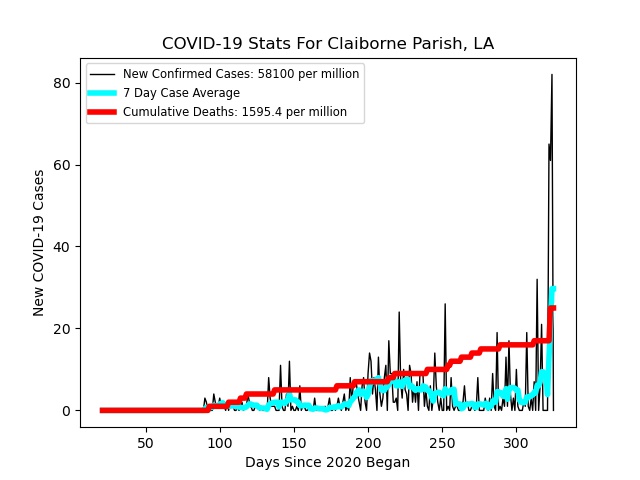 COVID-19 Stats For Claiborne Parish, LA
New Confirmed Cases: 58100 per million
7 Day Case Average
Cumulative Deaths: 1595.4 per million
New COVID-19 Cases
80
60
40
20
0
50 100 150 200 250 300
Days Since 2020 Began